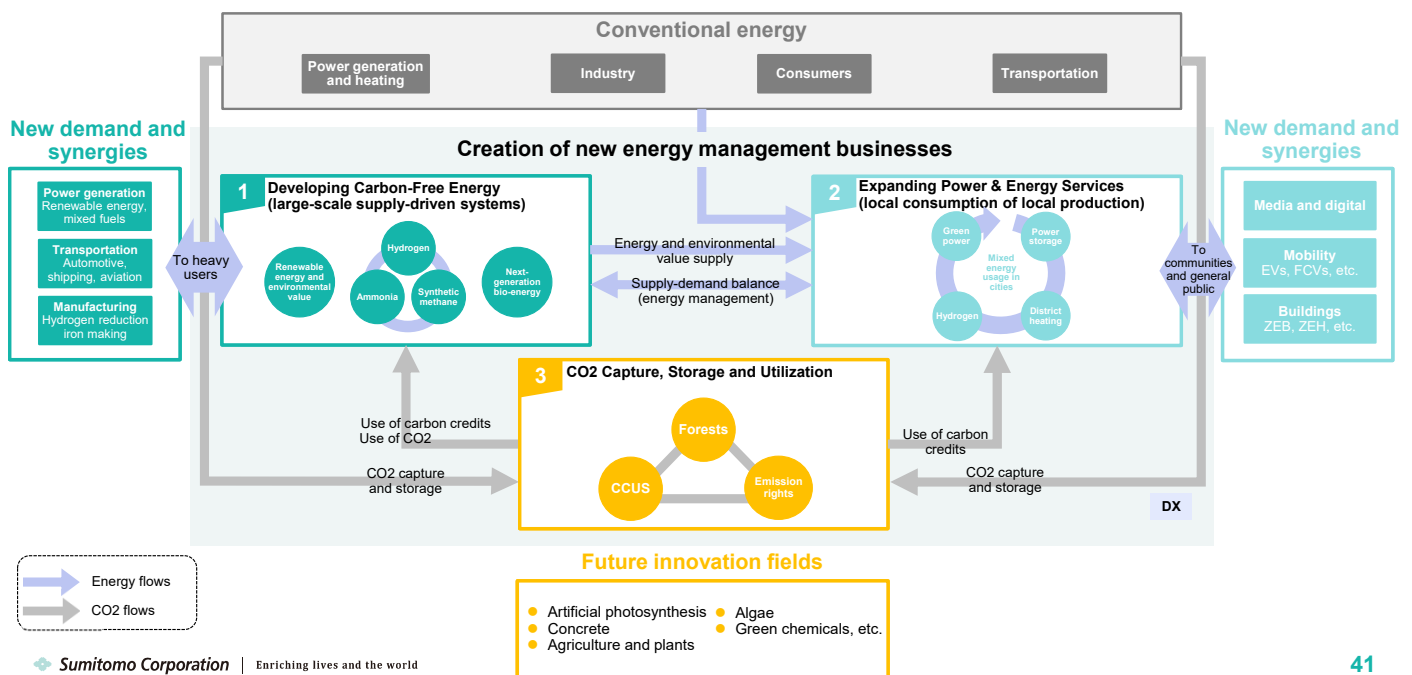 Conventional energy
Power generation
and heating
Industry
Consumers
Transportation
New demand and
synergies
Power generation
Renewable energy,
mixed fuels
Transportation
Automotive,
shipping, aviation
Manufacturing
Hydrogen reduction
iron making
To heavy
users
Creation of new energy management businesses
1
Developing Carbon-Free Energy
(large-scale supply-driven systems)
Renewable
energy and
environmental
value
Hydrogen
Ammonia
Synthetic
methane
Next-
generation
bio-energy
Energy and environmental
value supply
Supply-demand balance
(energy management)
2
Expanding Power & Energy Services
(local consumption of local production)
Green
power
Power
storage
Mixed
energy
usage in
cities
Hydrogen
District
heating
To
communities
and general
public
New demand and
synergies
Media and digital
Mobility
EVs, FCVs, etc.
Buildings
ZEB, ZEH, etc.
3
CO2 Capture, Storage and Utilization
Forests
CCUS
Emission
rights
Use of carbon credits
Use of CO2
CO2 capture
and storage
Use of carbon
credits
CO2 capture
and storage
DX
Energy flows
CO2 flows
Future innovation fields
Artificial photosynthesis
Concrete
Agriculture and plants
Algae
Green chemicals, etc.
Sumitomo Corporation | Enriching lives and the world
41